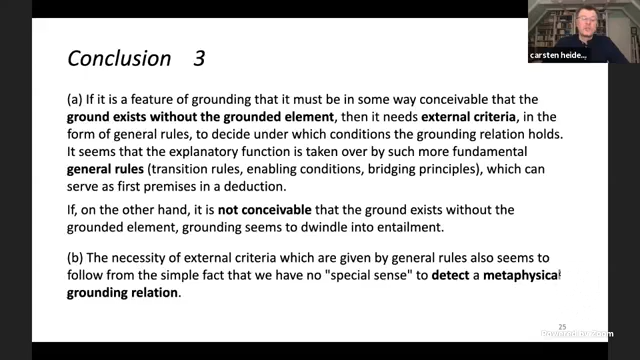 carsten heide...
Conclusion 3
(a) If it is a feature of grounding that it must be in some way conceivable that the
ground exists without the grounded element, then it needs external criteria, in the
form of general rules, to decide under which conditions the grounding relation holds.
It seems that the explanatory function is taken over by such more fundamental
general rules (transition rules, enabling conditions, bridging principles), which can
serve as first premises in a deduction.
If, on the other hand, it is not conceivable that the ground exists without the
grounded element, grounding seems to dwindle into entailment.
(b) The necessity of external criteria which are given by general rules also seems to
follow from the simple fact that we have no "special sense" to detect a metaphysical
grounding relation.
25
Powered by Zoom